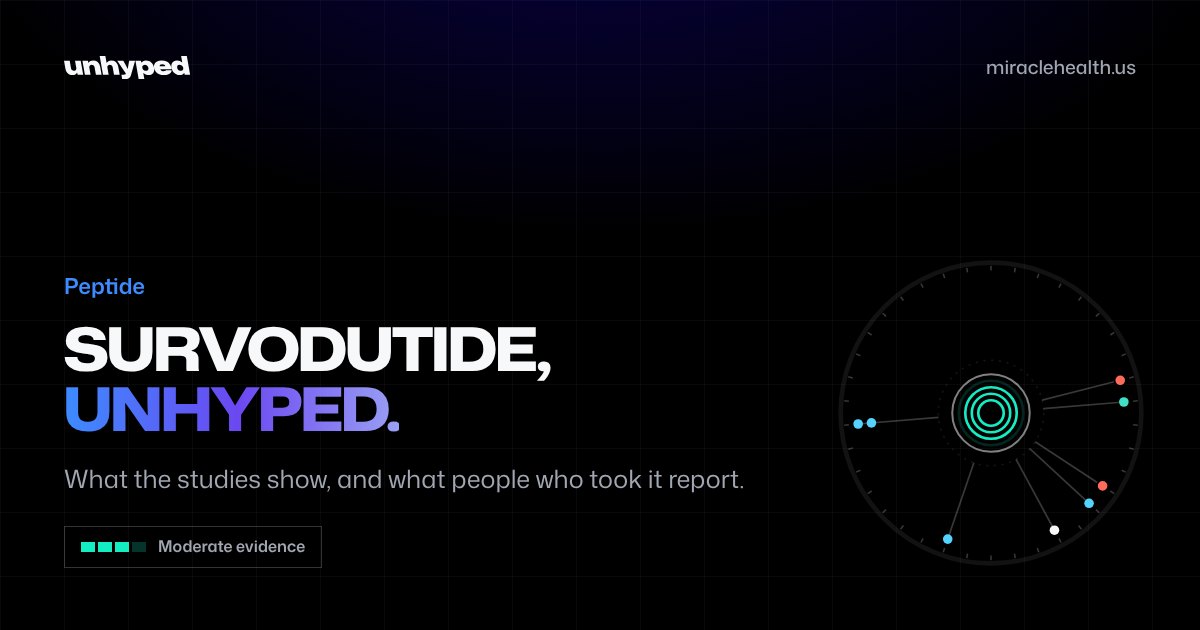 unhyped
miraclehealth.us
Peptide
SURVODUTIDE,
UNHYPED.
What the studies show, and what people who took it report.
Moderate evidence